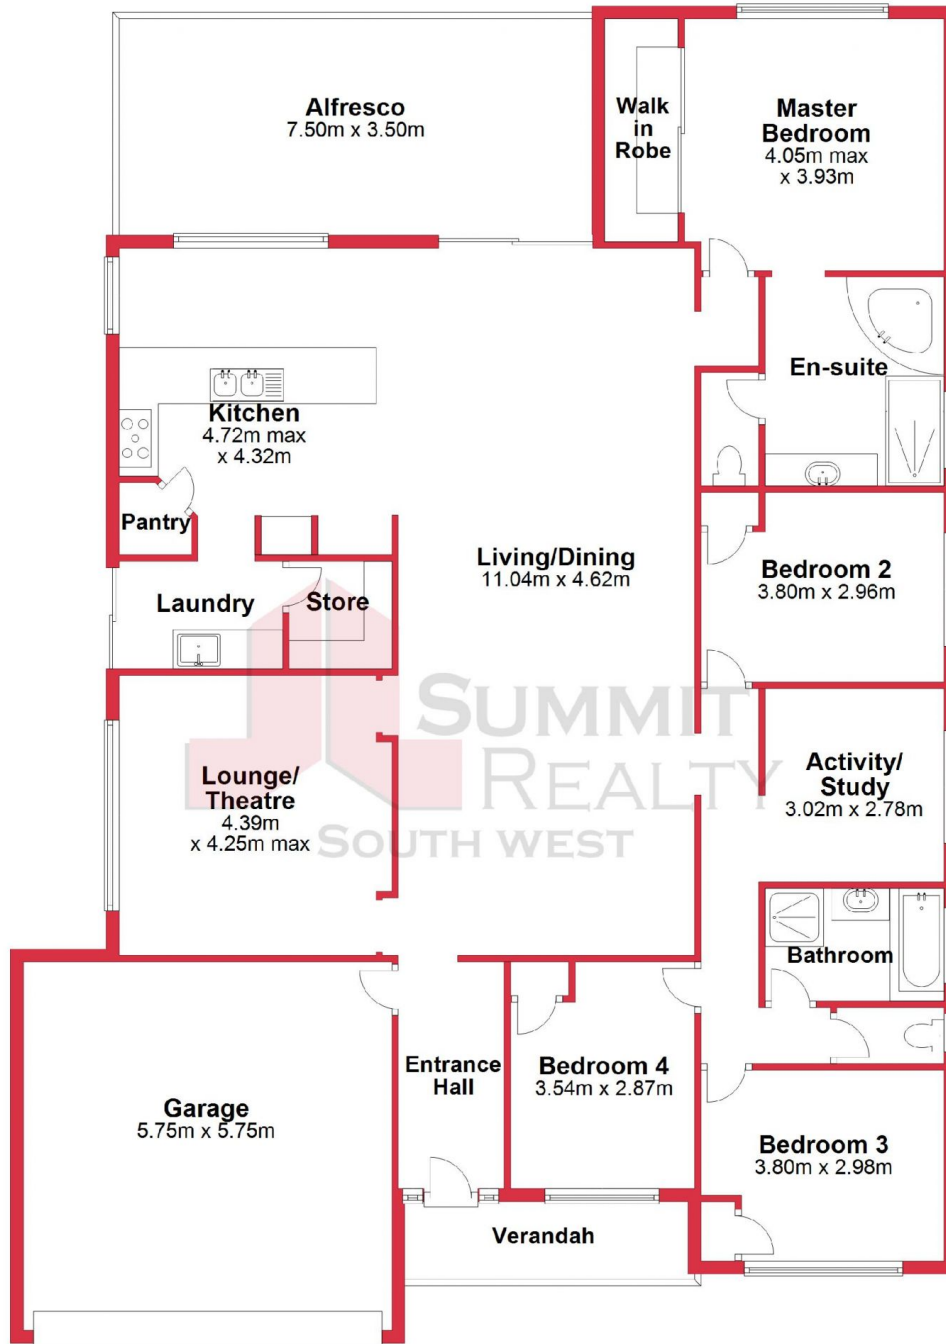 Alfresco
7.50m x 3.50m
Walk
in
Robe
Master
Bedroom
4.05m max
x 3.93m
En-suite
Kitchen
4.72m max
x 4.32m
Pantry
Living/Dining
11.04m x 4.62m
Bedroom 2
3.80m x 2.96m
Laundry
Store
SUMMIT
REALTY
SOUTH WEST
Lounge/
Theatre
4.39m
x 4.25m max
Activity/
Study
3.02m x 2.78m
Bathroom
Entrance
Hall
Bedroom 4
3.54m x 2.87m
Garage
5.75m x 5.75m
Bedroom 3
3.80m x 2.98m
Verandah